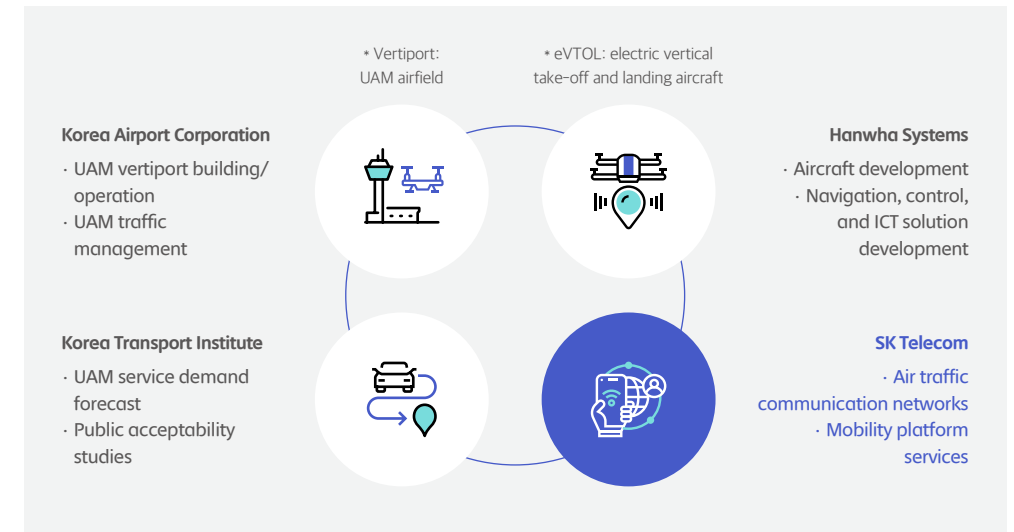 * Vertiport:
UAM airfield
* eVTOL: electric vertical
take-off and landing aircraft
Korea Airport Corporation
· UAM vertiport building/
operation
· UAM traffic
management
Hanwha Systems
· Aircraft development
· Navigation, control,
and ICT solution
development
Korea Transport Institute
· UAM service demand
forecast
· Public acceptability
studies
SK Telecom
· Air traffic
communication networks
· Mobility platform
services